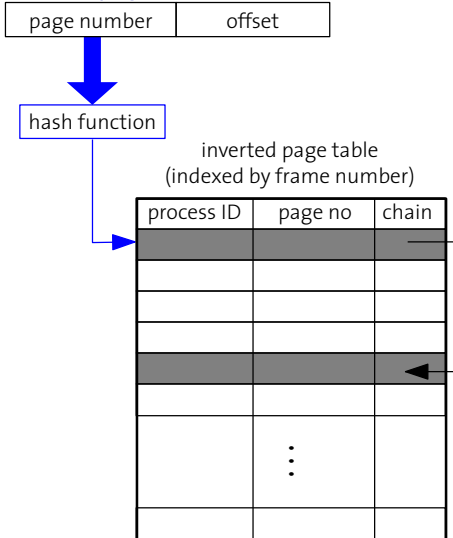 page number offset
hash function
inverted page table
(indexed by frame number)
process ID page no chain